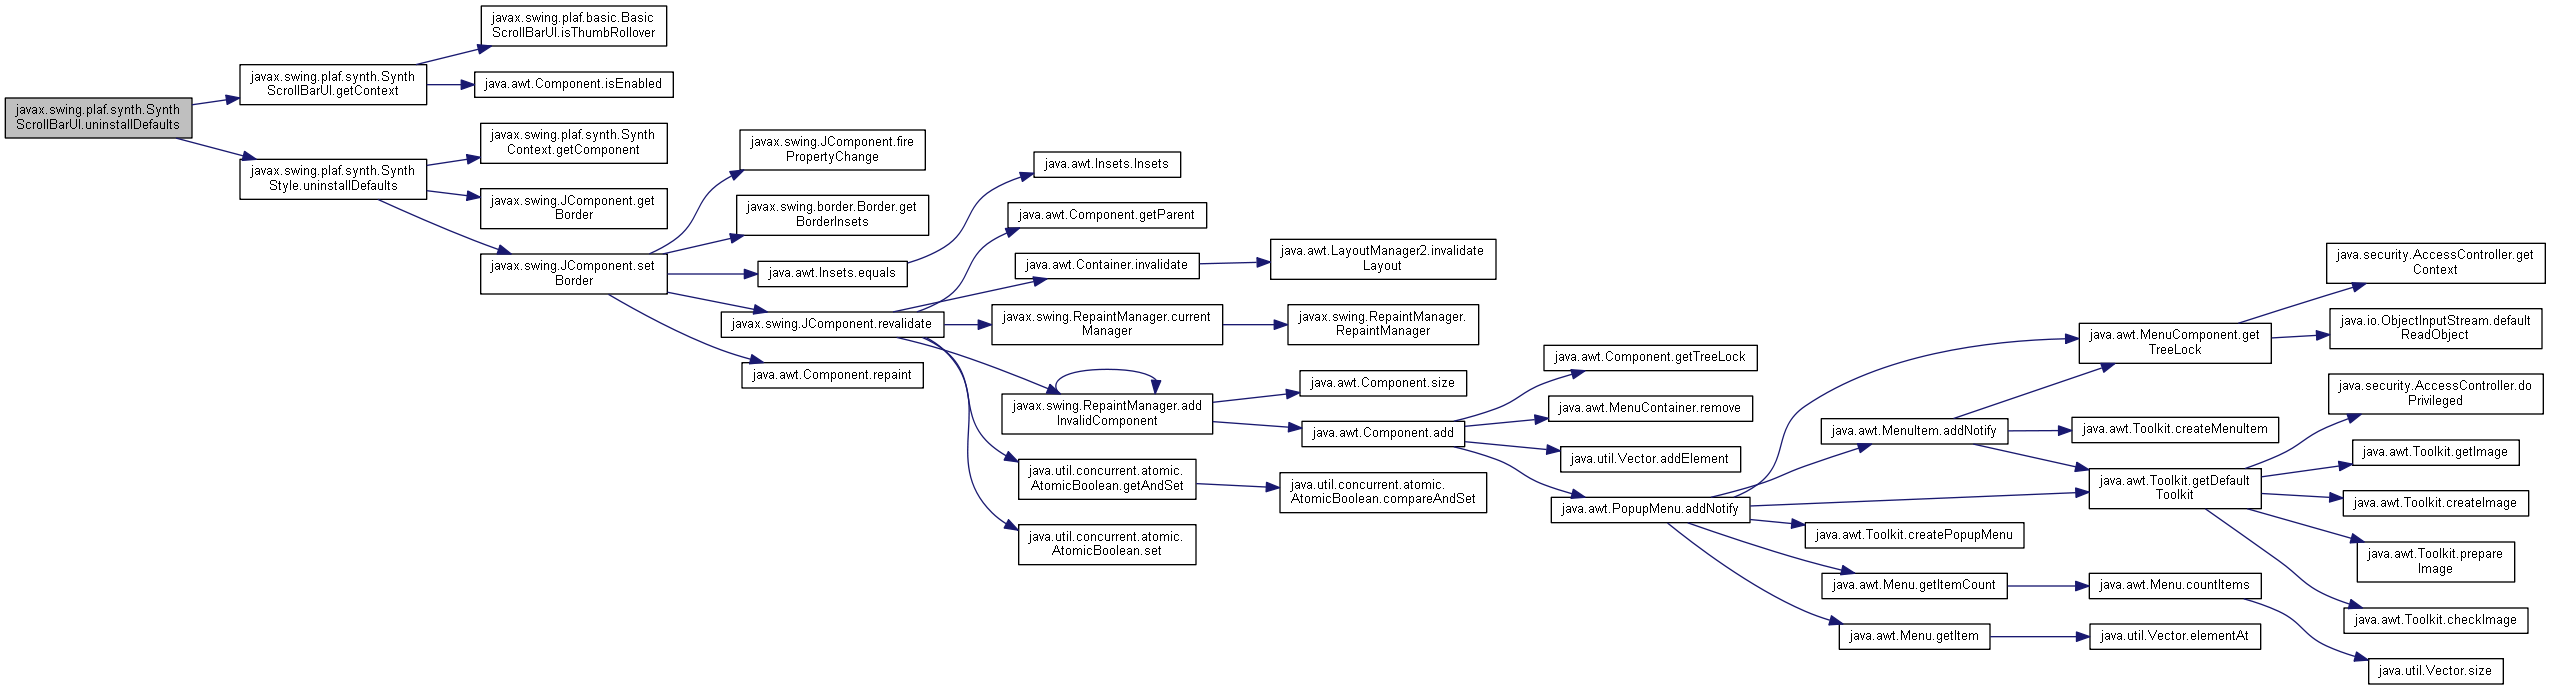 javax.swing.plaf.synth.Synth
ScrollBarUI.uninstallDefaults
javax.swing.plaf.synth.Synth
ScrollBarUI.getContext
javax.swing.plaf.basic.Basic
ScrollBarUI.isThumbRollover
java.awt.Component.isEnabled
javax.swing.plaf.synth.Synth
Style.uninstallDefaults
javax.swing.plaf.synth.Synth
Context.getComponent
javax.swing.JComponent.get
Border
javax.swing.JComponent.set
Border
javax.swing.JComponent.fire
PropertyChange
javax.swing.border.Border.get
BorderInsets
java.awt.Insets.equals
javax.swing.JComponent.revalidate
java.awt.Component.repaint
java.awt.Insets.Insets
java.awt.Component.getParent
java.awt.Container.invalidate
javax.swing.RepaintManager.current
Manager
javax.swing.RepaintManager.add
InvalidComponent
java.util.concurrent.atomic.
AtomicBoolean.getAndSet
java.util.concurrent.atomic.
AtomicBoolean.set
java.awt.LayoutManager2.invalidate
Layout
javax.swing.RepaintManager.
RepaintManager
java.awt.Component.size
java.awt.Component.add
java.util.concurrent.atomic.
AtomicBoolean.compareAndSet
java.awt.Component.getTreeLock
java.awt.MenuContainer.remove
java.util.Vector.addElement
java.awt.PopupMenu.addNotify
java.awt.MenuItem.addNotify
java.awt.Toolkit.createPopupMenu
java.awt.Menu.getItemCount
java.awt.Menu.getItem
java.awt.MenuComponent.get
TreeLock
java.awt.Toolkit.createMenuItem
java.awt.Toolkit.getDefault
Toolkit
java.awt.Menu.countItems
java.util.Vector.elementAt
java.security.AccessController.get
Context
java.io.ObjectInputStream.default
ReadObject
java.security.AccessController.do
Privileged
java.awt.Toolkit.getImage
java.awt.Toolkit.createImage
java.awt.Toolkit.prepare
Image
java.awt.Toolkit.checkImage
java.util.Vector.size